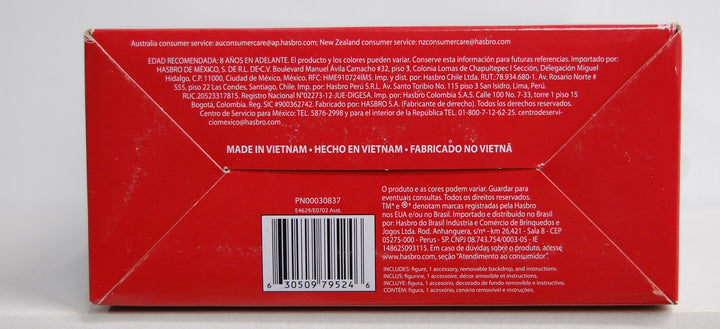 Australia consumer service: auconsumercare@ap.hasbro.com; New Zealand consumer service: nzconsumercare@hasbro.com
EDAD RECOMENDADA: 8 AÑOS EN ADELANTE. El producto y los colores pueden variar. Conserve esta información para futuras referencias. Importado por:
HASBRO DE MÉXICO, S. DE R.L. DE-C.V. Boulevard Manuel Ávila Camacho #32, piso 3, Colonia Lomas de Chapultepec I Sección, Delegación Miguel
Hidalgo, C.P. 11000, Ciudad de México, México. RFC: HME910724IM5. Imp. y dist. por: Hasbro Chile Ltda. RUT.:78.934.680-1. Av. Rosario Norte #
555, piso 22 Las Condes, Santiago, Chile. Imp. por: Hasbro Perú S.R.L. Av. Santo Toribio No. 115 piso 3 San Isidro, Lima, Perú.
RUC.20523317815. Registro Nacional N°02273-12-JUE-DIGESA. Imp. por: Hasbro Colombia S.A.S. Calle 100 No. 7-33, torre 1 piso 15
Bogotá, Colombia. Reg. SIC #900362742. Fabricado por: HASBRO S.A. (Fabricante de derecho). Todos los derechos reservados.
Centro de Servicio para México: TEL. 5876-2998 y para el interior de la República TEL. 01-800-7-12-62-25. centrodeservi-
ciomexico@hasbro.com
MADE IN VIETNAM • HECHO EN VIETNAM • FABRICADO NO VIETNÃ
PN00030837
E4629/E0702 Asst.
6 30509 79524 6
O produto e as cores podem variar. Guardar para
eventuais consultas. Todos os direitos reservados.
TM* e ®* denotam marcas registradas pela Hasbro
nos EUA e/ou no Brasil. Importado e distribuído no Brasil
por: Hasbro do Brasil Indústria e Comércio de Brinquedos e
Jogos Ltda. Rod. Anhanguera, s/nº - km 26,421 - Sala 8 - CEP
05275-000 - Perus - SP. CNPJ 08.743.754/0003-05 - IE
148625093115. Em caso de dúvidas sobre o produto, acesse
www.hasbro.com, seção "Atendimento ao consumidor".
INCLUDES: figure, 1 accessory, removable backdrop, and instructions.
INCLUS: figurine, 1 accessoire, décor amovible et instructions.
INCLUYE: figura, 1 accesorio, decorado de fondo removible e instrucciones.
CONTÉM: figura, 1 acessório, cenário removível e instruções.